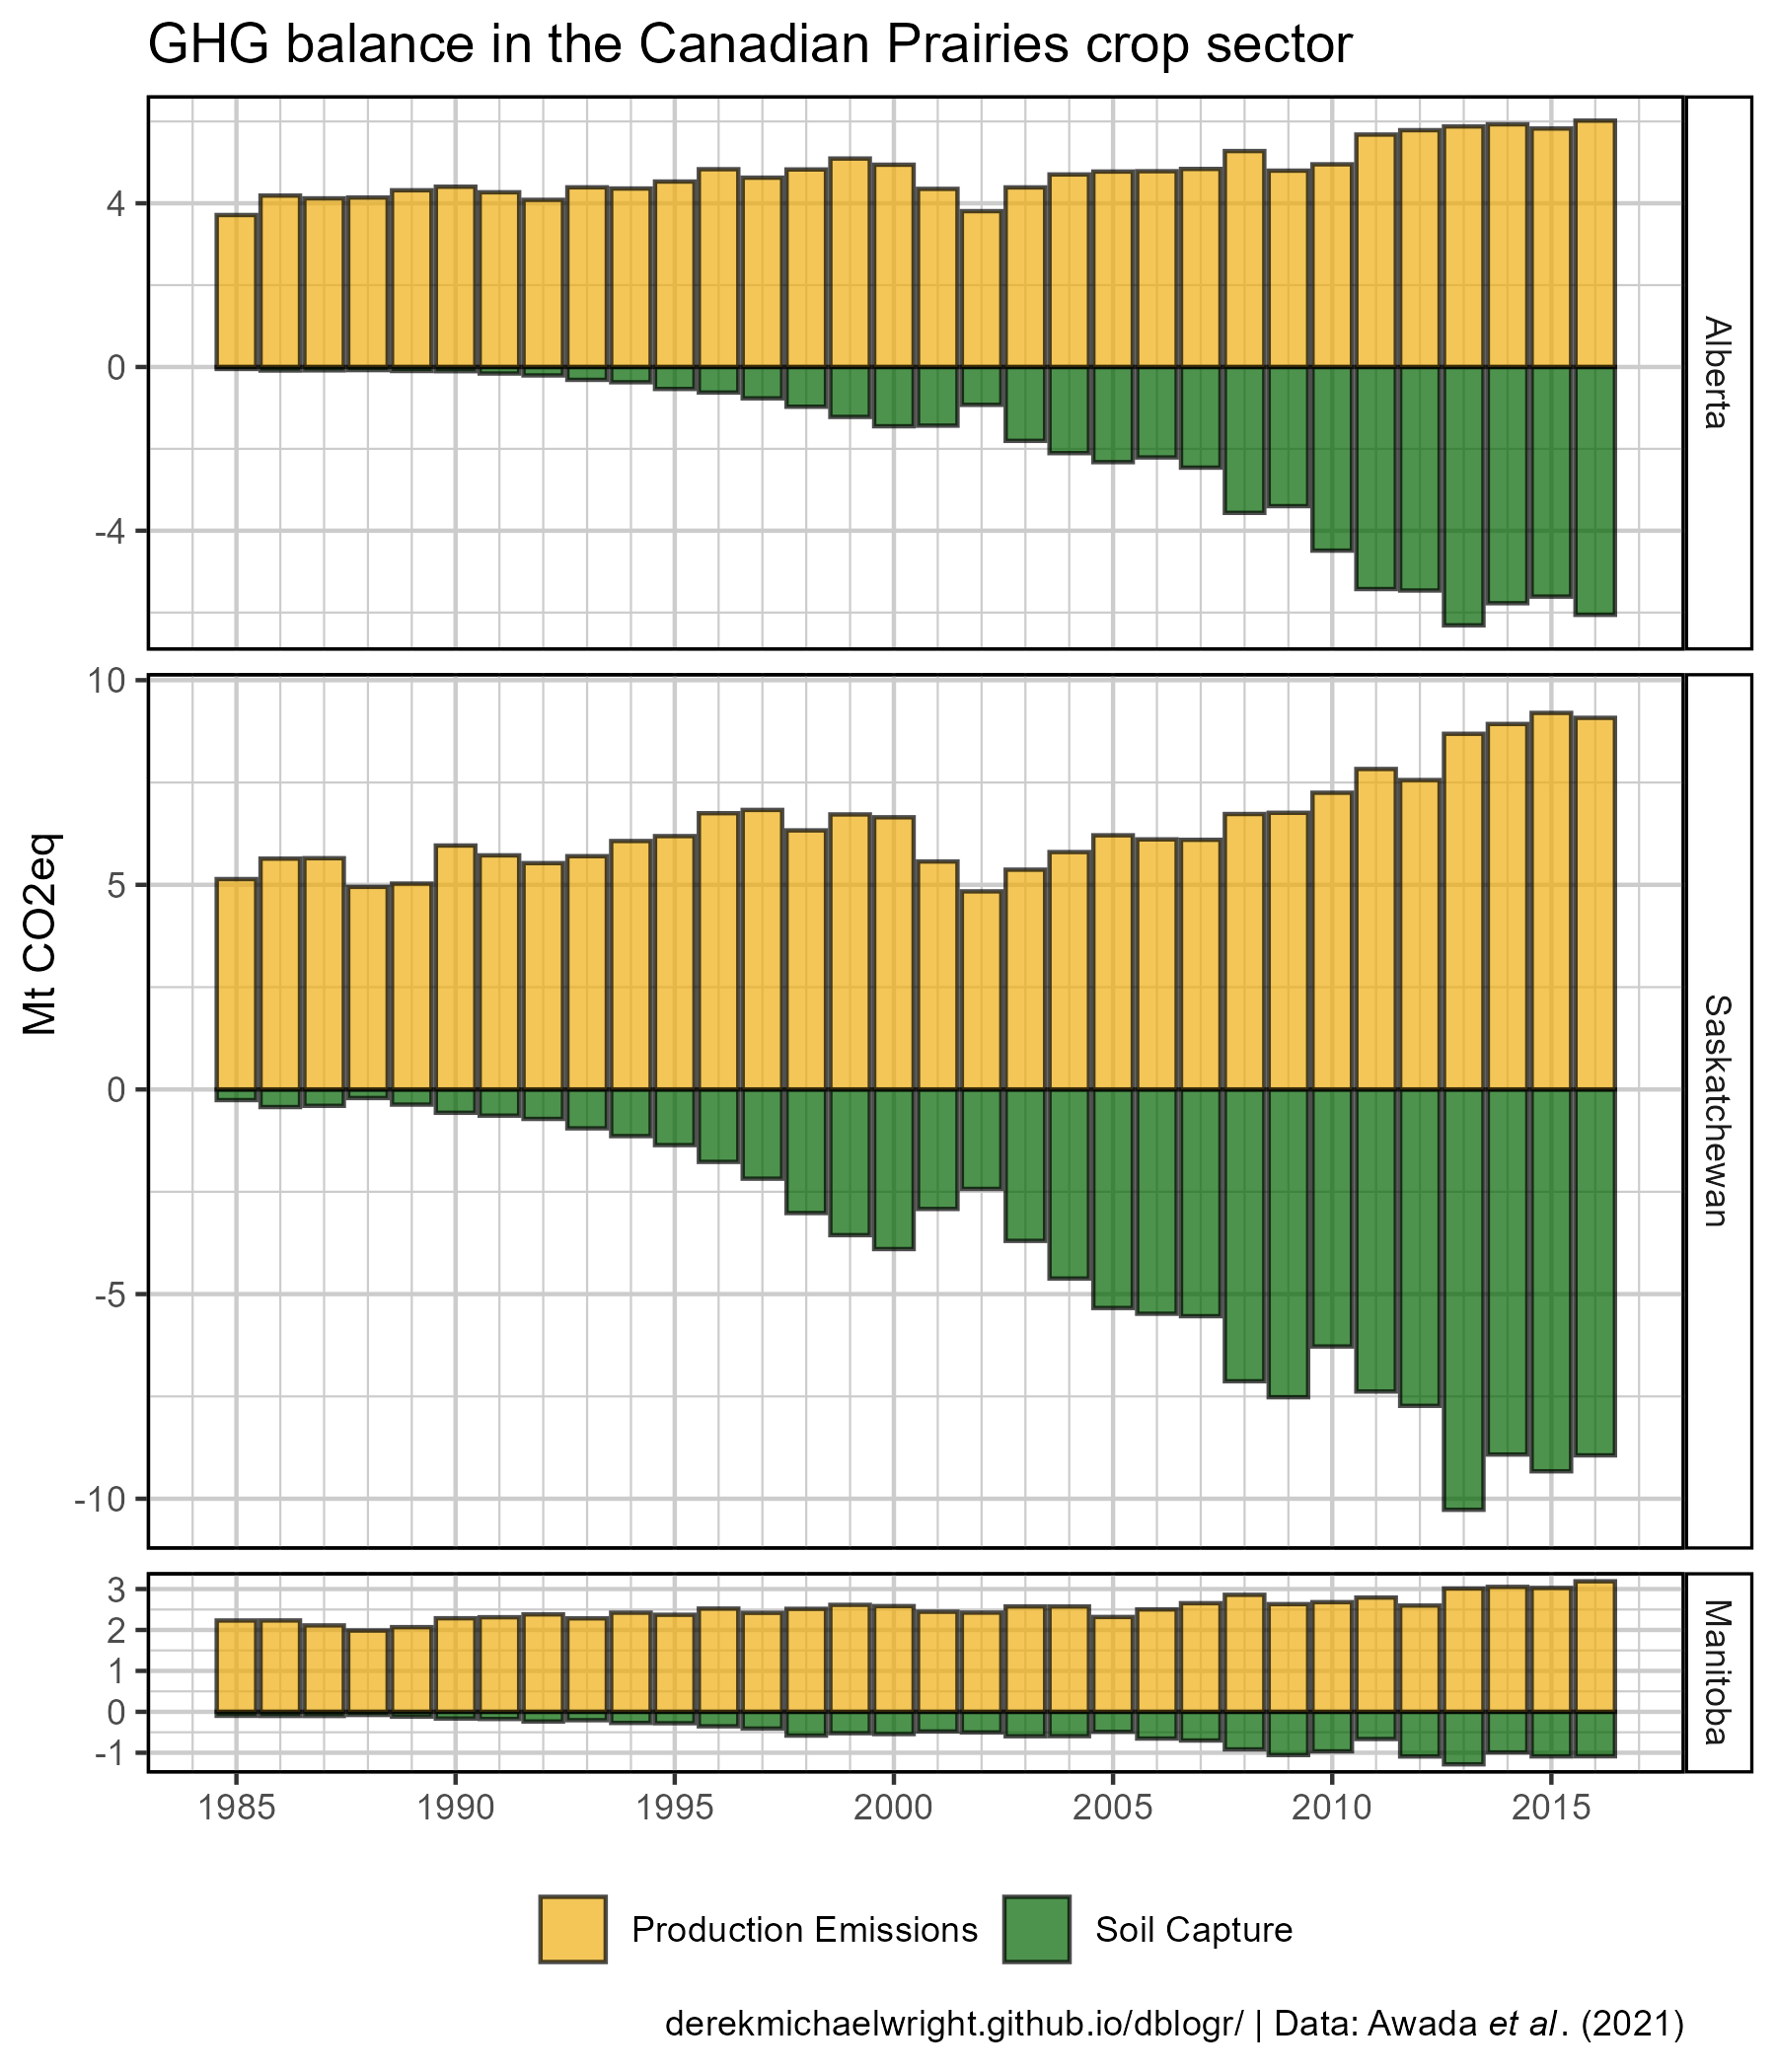 GHG balance in the Canadian Prairies crop sector
4
0
-4
Alberta
10
5
0
-5
-10
Saskatchewan
Mt CO2eq
3
2
1
0
-1
Manitoba
1985 1990 1995 2000 2005 2010 2015
Production Emissions Soil Capture
derekmichaelwright.github.io/dblogr/ | Data: Awada et al. (2021)